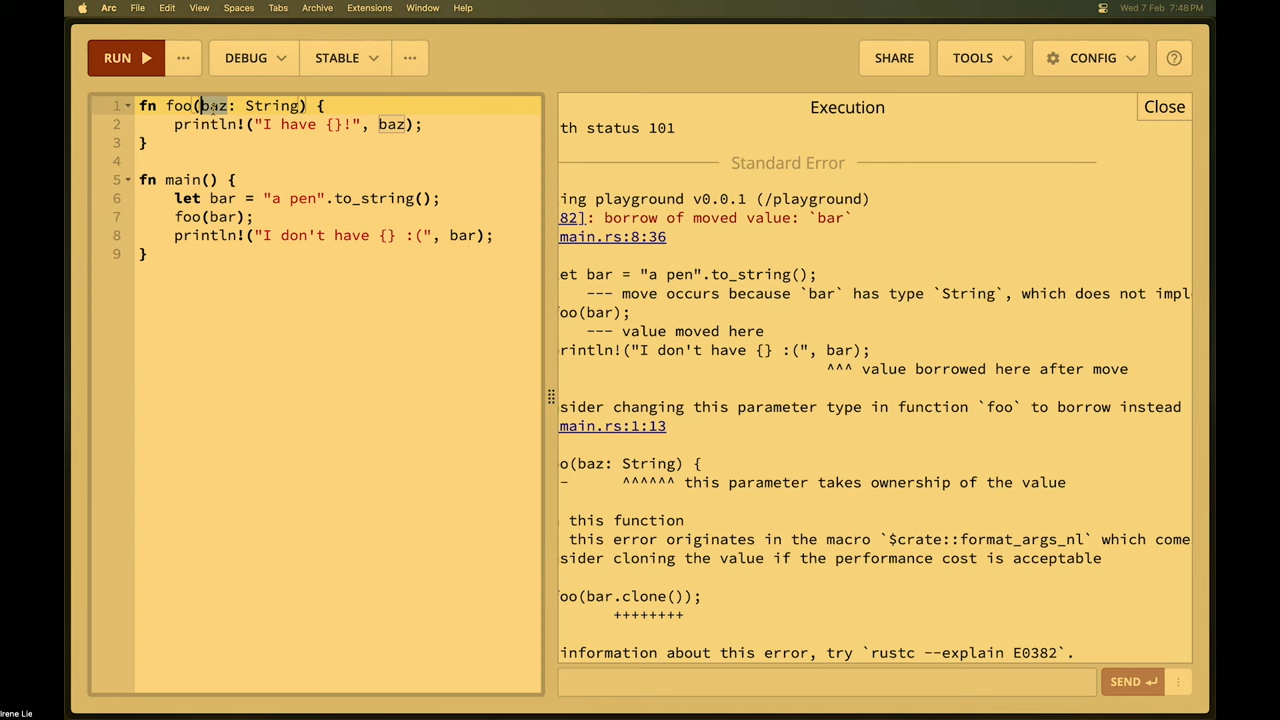 Arc File Edit View Spaces Tabs Archive Extensions Window Help Wed 7 Feb 7:48 PM
RUN ... DEBUG STABLE ... SHARE TOOLS CONFIG ?
1 fn foo(baz: String) {
2 println!("I have {}!", baz);
3 }
4
5 fn main() {
6 let bar = "a pen".to_string();
7 foo(bar);
8 println!("I don't have {} :(", bar);
9 }
Execution Close
th status 101
Standard Error
ing playground v0.0.1 (/playground)
82]: borrow of moved value: `bar`
main.rs:8:36
et bar = "a pen".to_string();
--- move occurs because `bar` has type `String`, which does not impl
foo(bar);
--- value moved here
println!("I don't have {} :(", bar);
^^^ value borrowed here after move
sider changing this parameter type in function `foo` to borrow instead
main.rs:1:13
o(baz: String) {
- ^^^^^^ this parameter takes ownership of the value
this function
this error originates in the macro `$crate::format_args_nl` which come
sider cloning the value if the performance cost is acceptable
foo(bar.clone());
++++++++
information about this error, try `rustc --explain E0382`.
SEND
Irene Lie